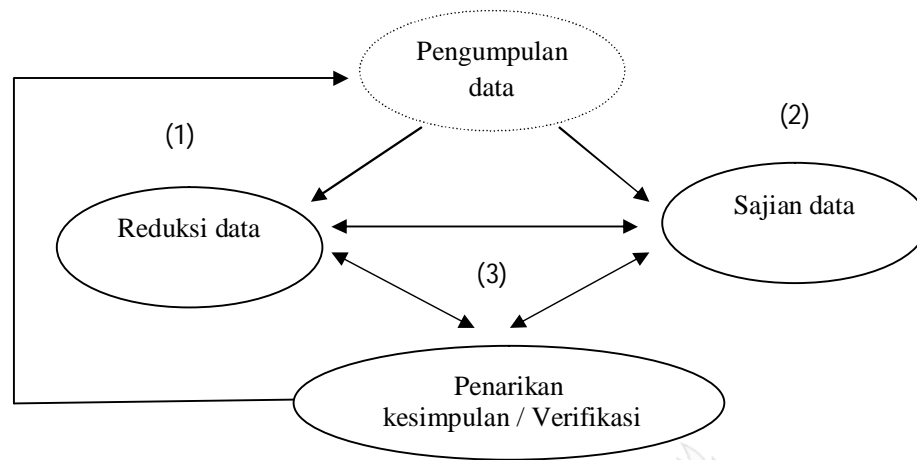 Pengumpulan
data
(1)
(2)
Reduksi data
Sajian data
(3)
Penarikan
kesimpulan / Verifikasi